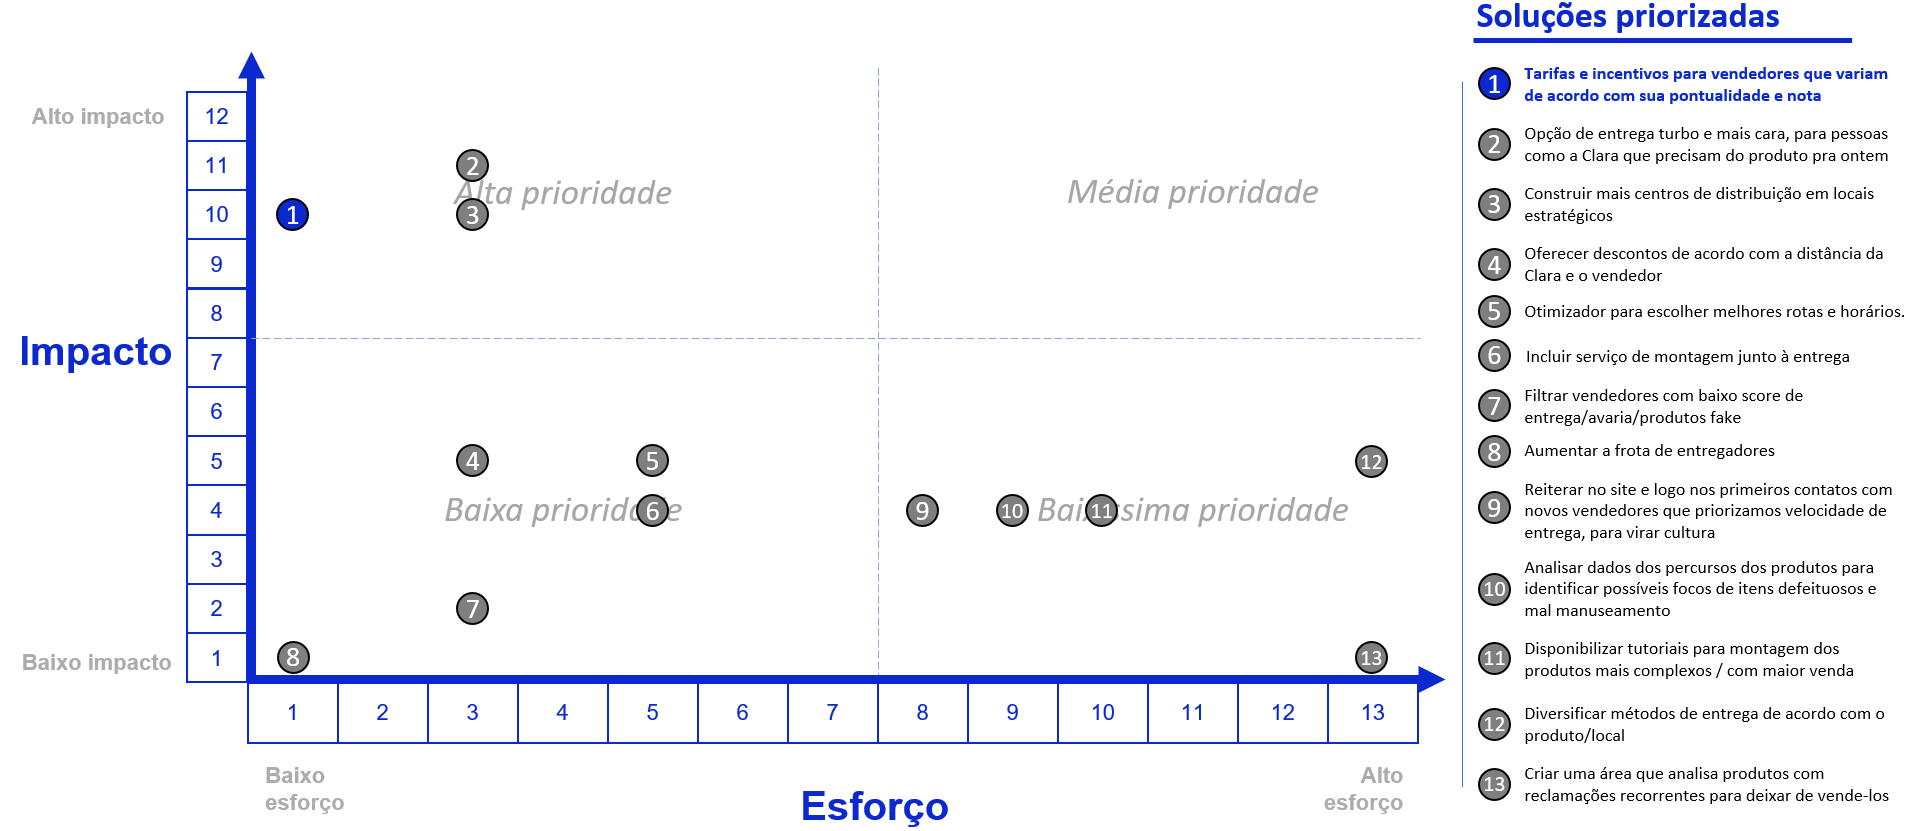 Soluções priorizadas
Alto impacto
Impacto
Baixo impacto
12
11
10
9
8
7
6
5
4
3
2
1
Alta prioridade
Média prioridade
Baixa prioridade
Baixíssima prioridade
2
1
3
4
5
12
6
9
10
11
7
8
13
1
2
3
4
5
6
7
8
9
10
11
12
13
Baixo
esforço
Esforço
Alto
esforço
1
Tarifas e incentivos para vendedores que variam
de acordo com sua pontualidade e nota
2
Opção de entrega turbo e mais cara, para pessoas
como a Clara que precisam do produto pra ontem
3
Construir mais centros de distribuição em locais
estratégicos
4
Oferecer descontos de acordo com a distância da
Clara e o vendedor
5
Otimizador para escolher melhores rotas e horários.
6
Incluir serviço de montagem junto à entrega
7
Filtrar vendedores com baixo score de
entrega/avaria/produtos fake
8
Aumentar a frota de entregadores
9
Reiterar no site e logo nos primeiros contatos com
novos vendedores que priorizamos velocidade de
entrega, para virar cultura
10
Analisar dados dos percursos dos produtos para
identificar possíveis focos de itens defeituosos e
mal manuseamento
11
Disponibilizar tutoriais para montagem dos
produtos mais complexos / com maior venda
12
Diversificar métodos de entrega de acordo com o
produto/local
13
Criar uma área que analisa produtos com
reclamações recorrentes para deixar de vende-los